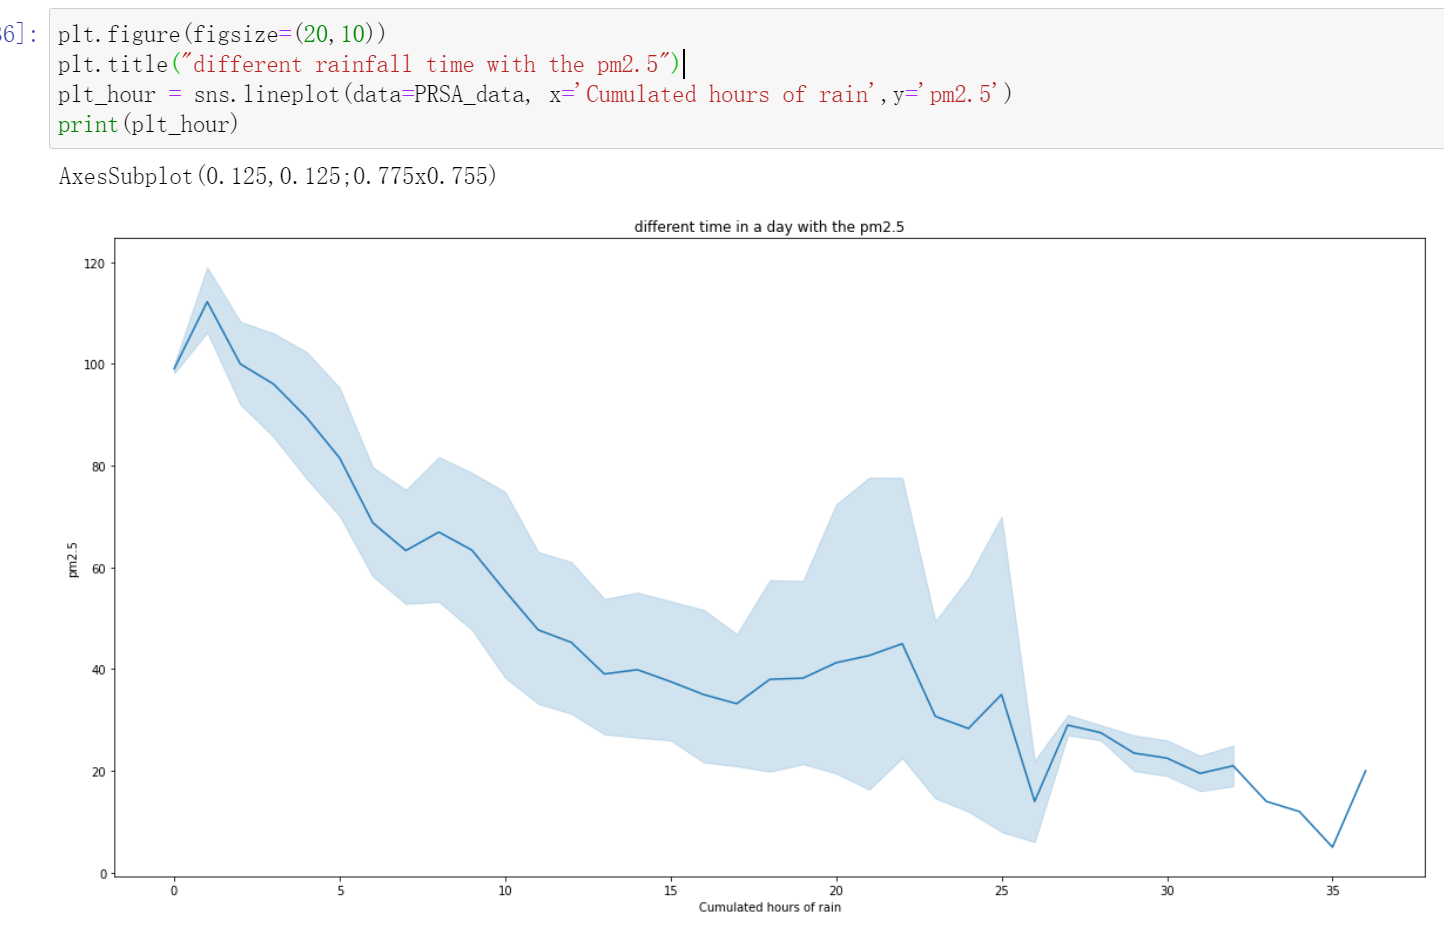 36]:
plt.figure(figsize=(20,10))
plt.title("different rainfall time with the pm2.5")
plt_hour = sns.lineplot(data=PRSA_data, x='Cumulated hours of rain',y='pm2.5')
print(plt_hour)
AxesSubplot(0.125,0.125;0.775x0.755)
different time in a day with the pm2.5
120
100
80
60
40
20
0
pm2.5
0 5 10 15 20 25 30 35
Cumulated hours of rain